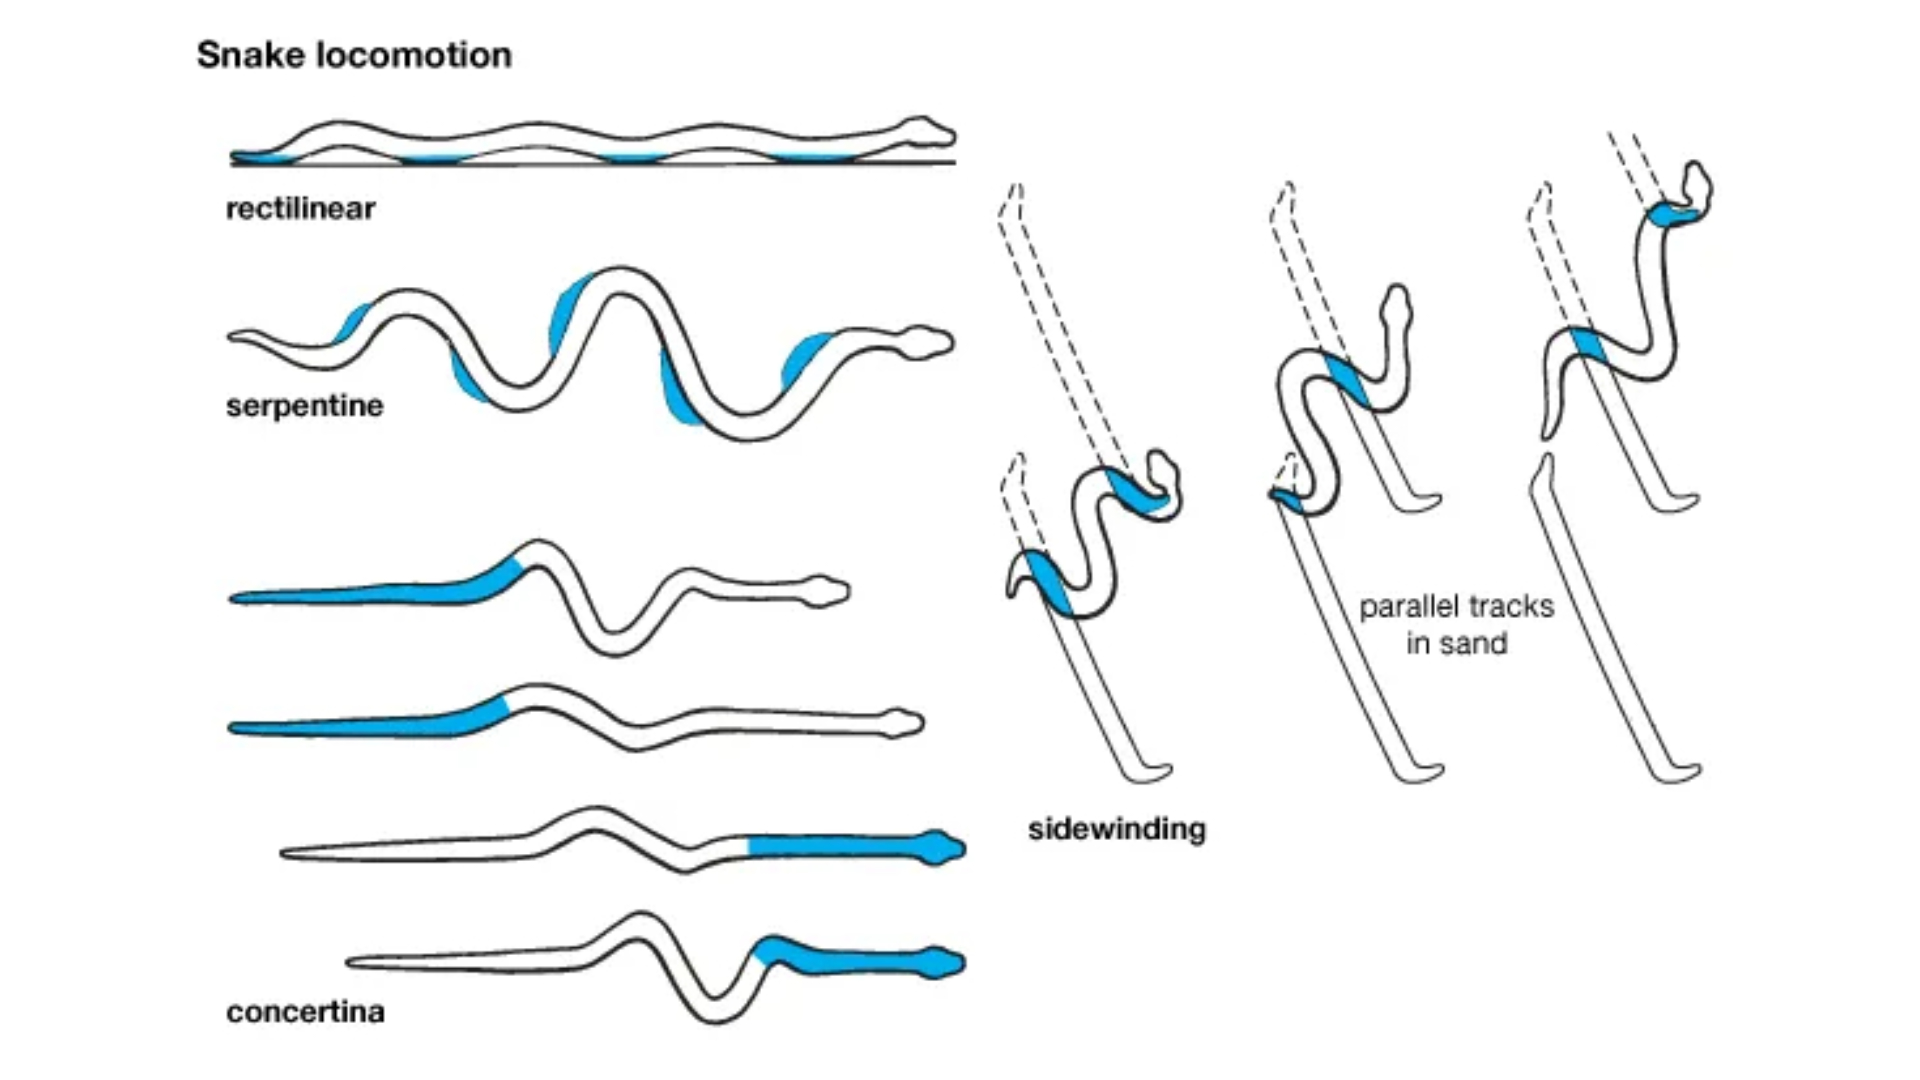 Snake locomotion
rectilinear
serpentine
concertina
parallel tracks
in sand
sidewinding